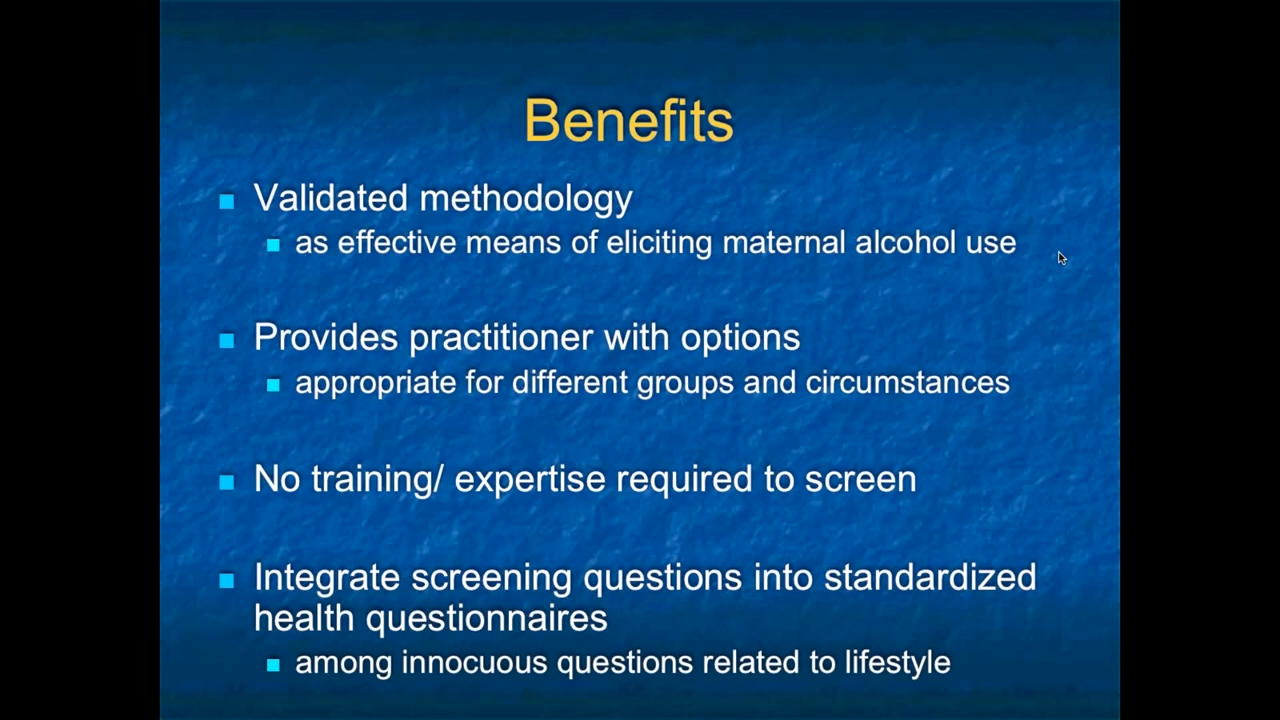 Benefits
Validated methodology
as effective means of eliciting maternal alcohol use
Provides practitioner with options
appropriate for different groups and circumstances
No training/ expertise required to screen
Integrate screening questions into standardized
health questionnaires
among innocuous questions related to lifestyle